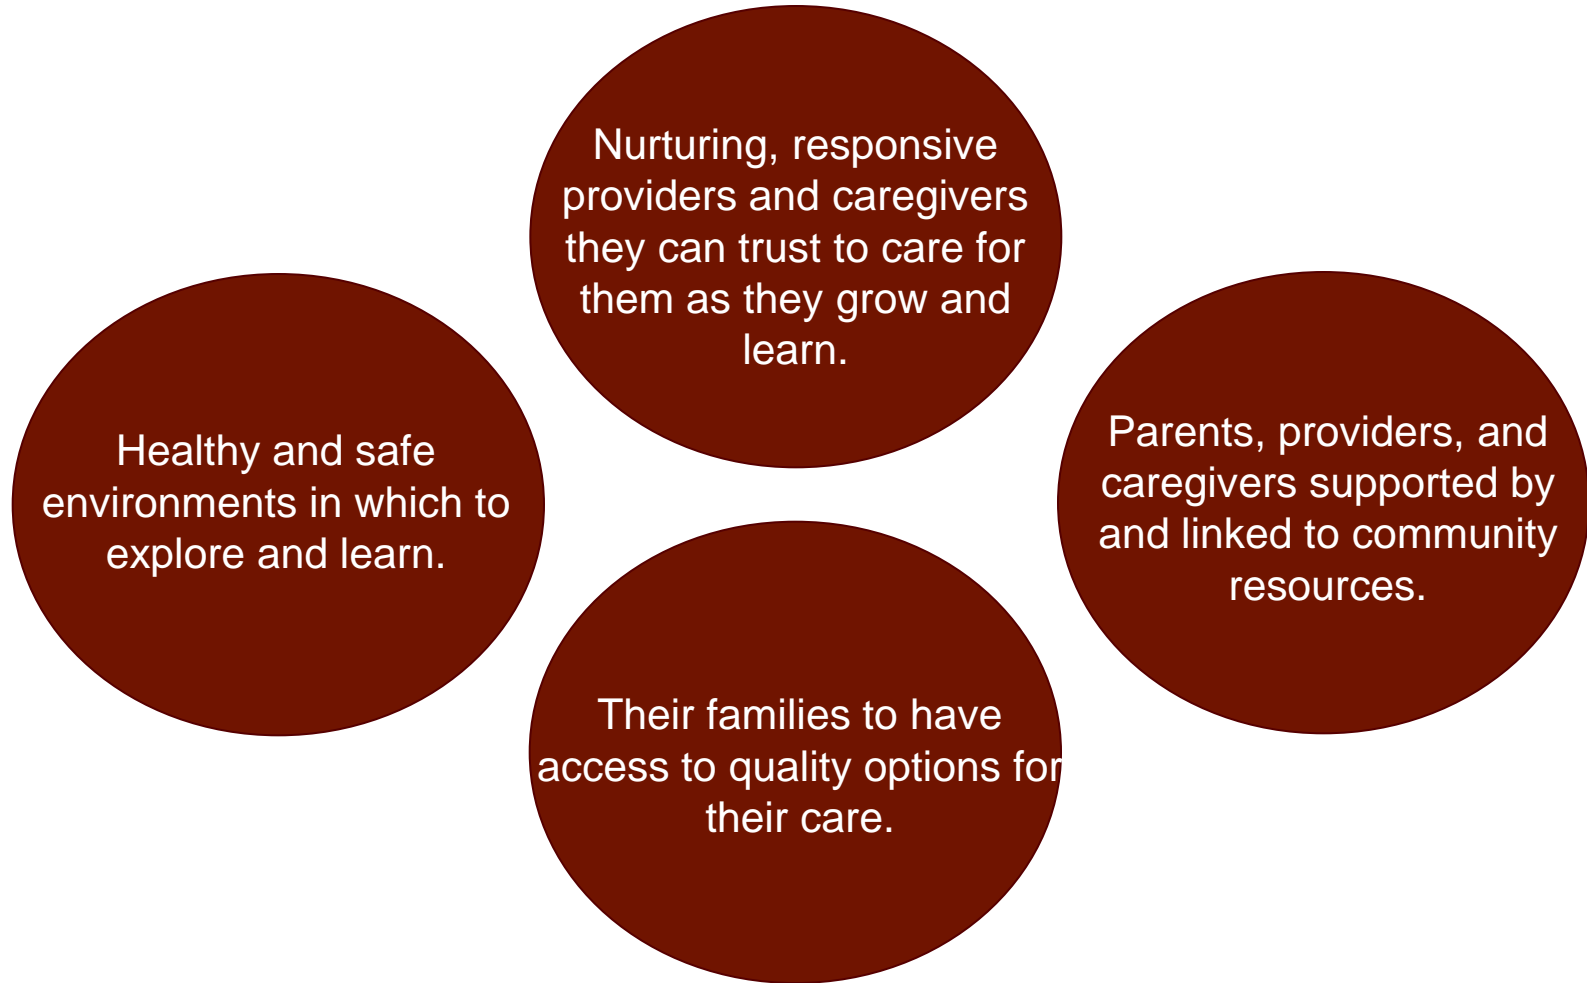 Nurturing, responsive
providers and caregivers
they can trust to care for
them as they grow and
learn.
Healthy and safe
environments in which to
explore and learn.
Parents, providers, and
caregivers supported by
and linked to community
resources.
Their families to have
access to quality options for
their care.